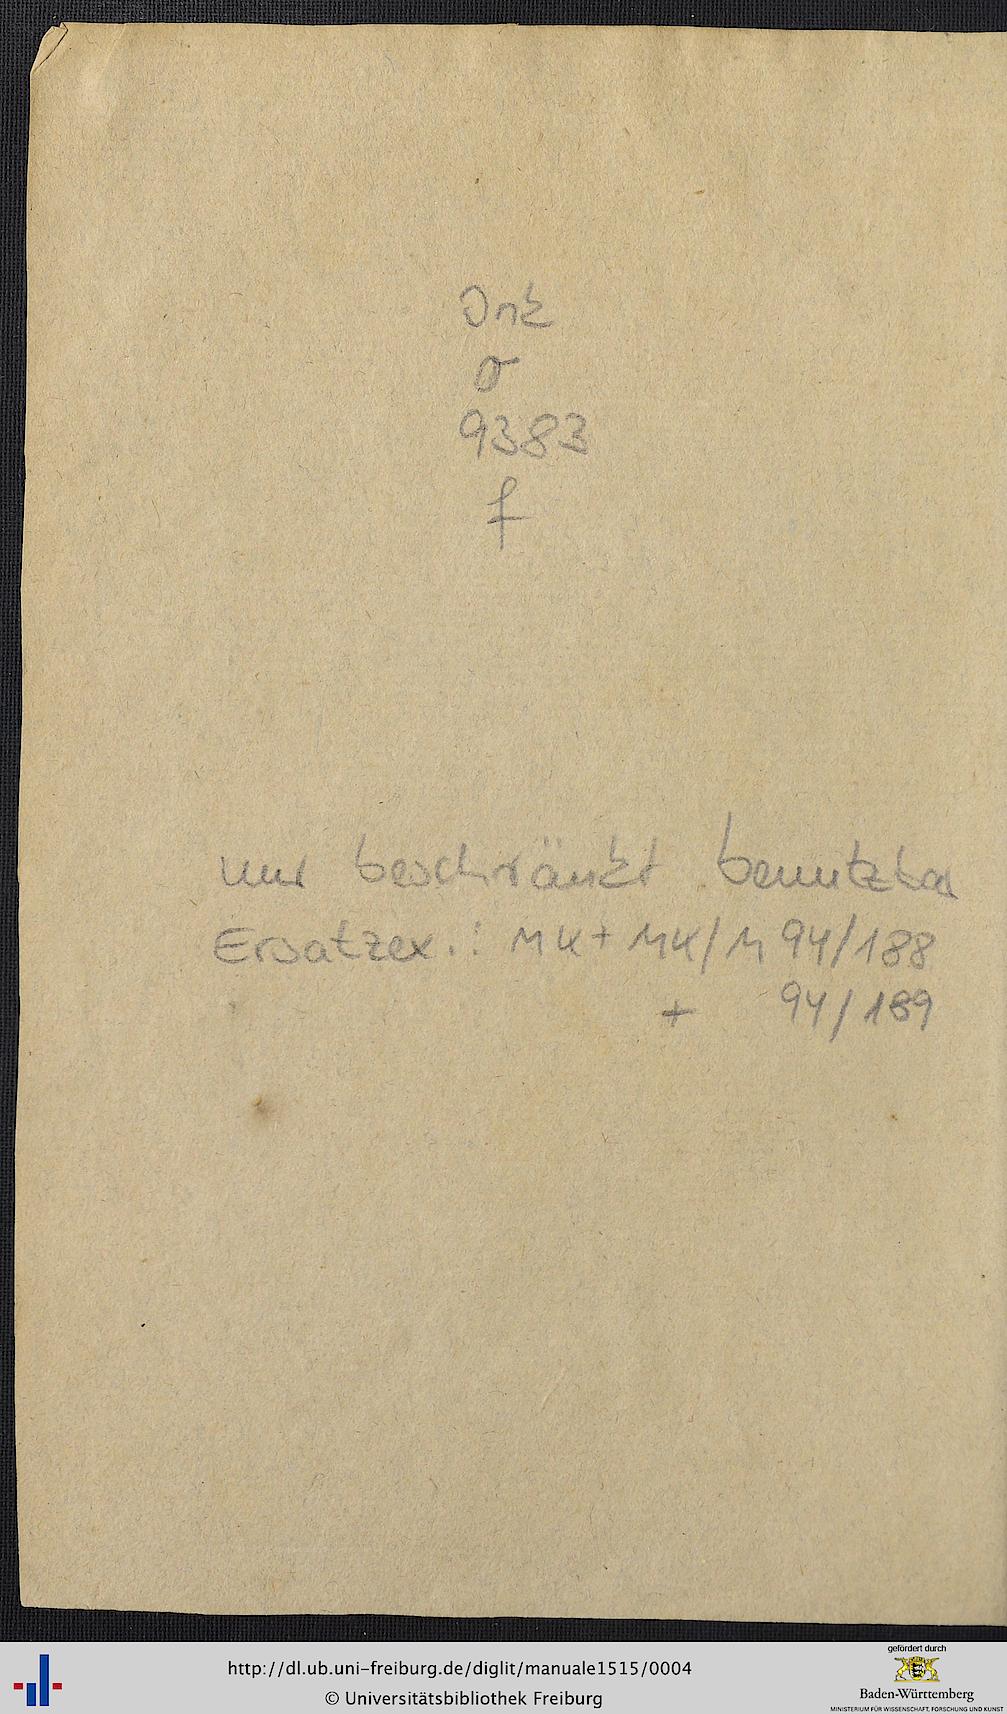 Ink
σ
9383
f
nur beschränkt benutzbar
Ersatzex.: MK+ MK/M 94/188
+ 94/189
http://dl.ub.uni-freiburg.de/diglit/manuale1515/0004
© Universitätsbibliothek Freiburg
gefördert durch
Baden-Württemberg
MINISTERIUM FÜR WISSENSCHAFT, FORSCHUNG UND KUNST